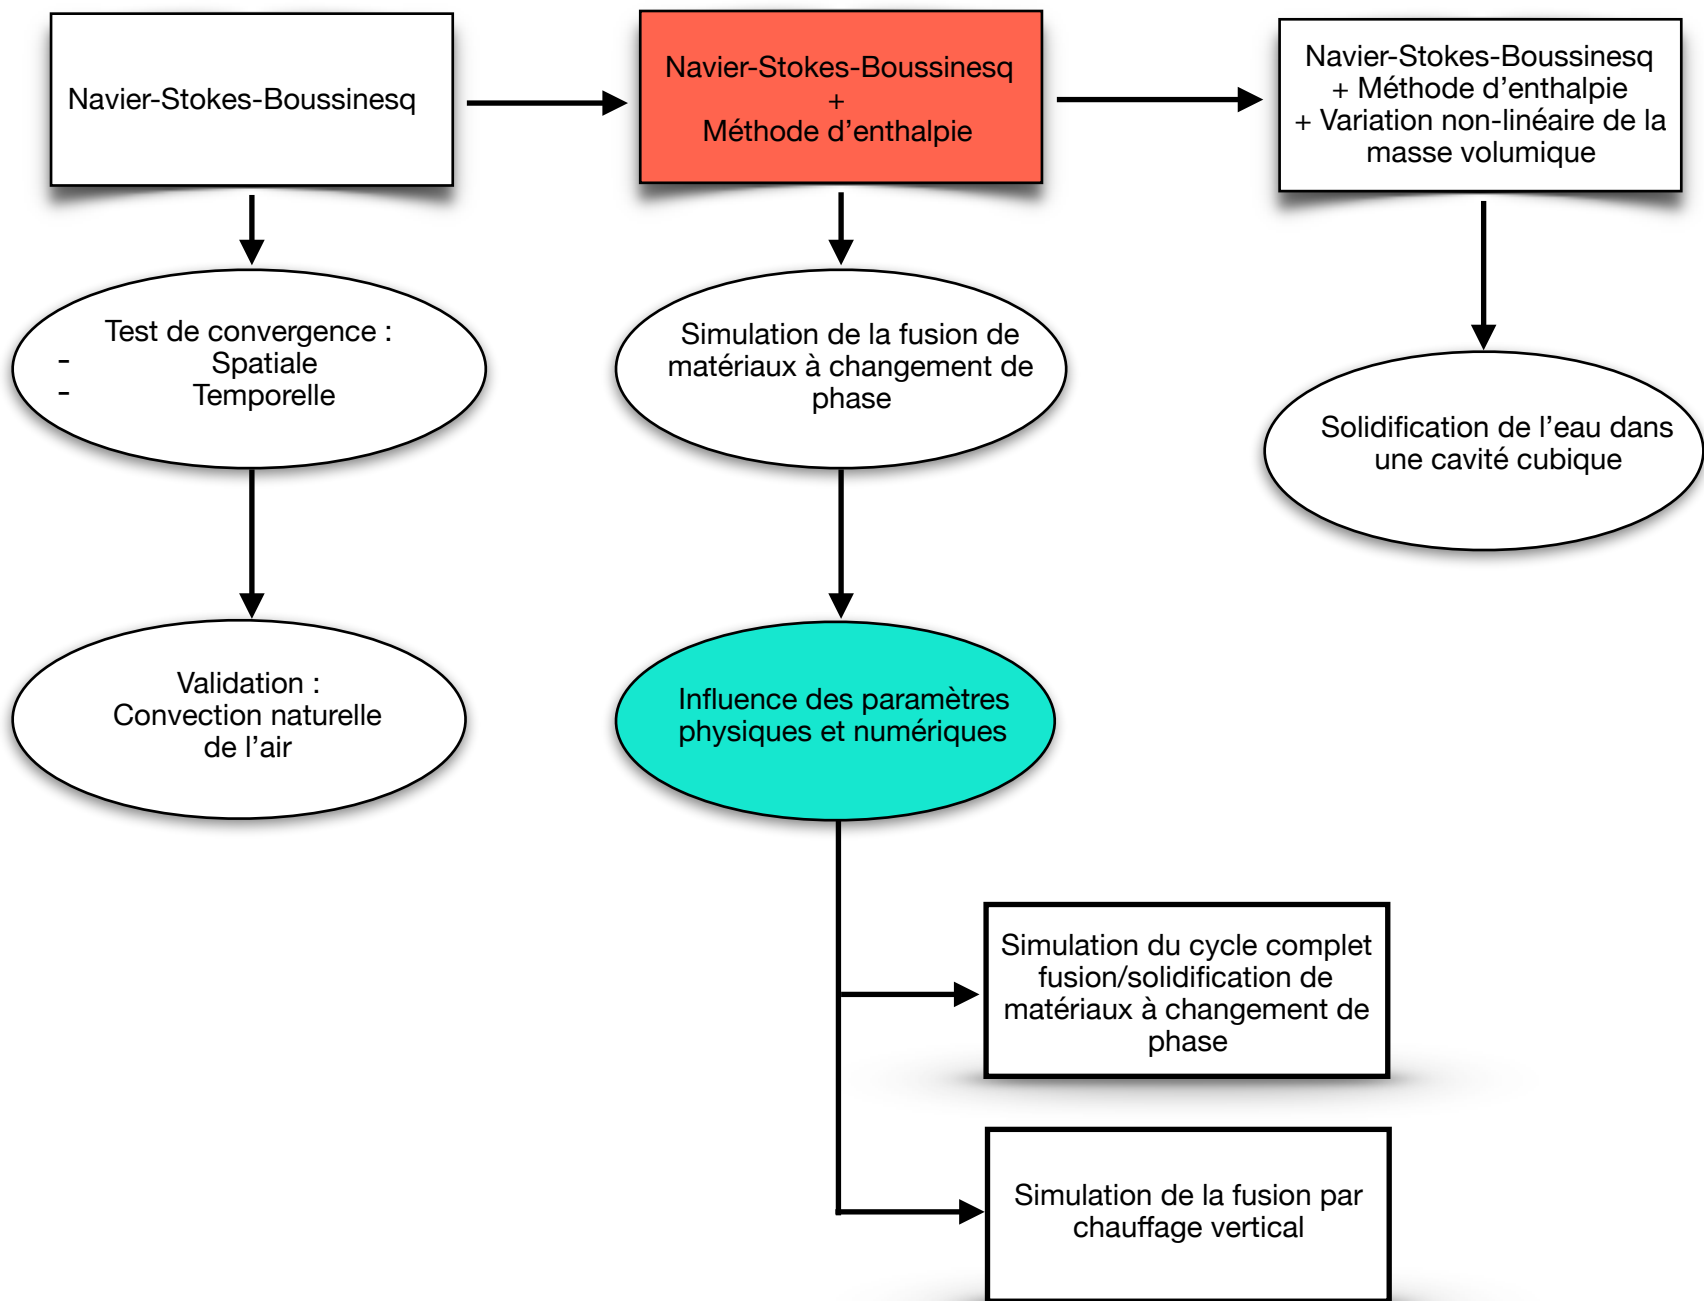 Navier-Stokes-Boussinesq
Navier-Stokes-Boussinesq
+
Méthode d’enthalpie
Navier-Stokes-Boussinesq
+ Méthode d’enthalpie
+ Variation non-linéaire de la
masse volumique
Test de convergence :
- Spatiale
- Temporelle
Simulation de la fusion de
matériaux à changement de
phase
Solidification de l’eau dans
une cavité cubique
Validation :
Convection naturelle
de l’air
Influence des paramètres
physiques et numériques
Simulation du cycle complet
fusion/solidification de
matériaux à changement de
phase
Simulation de la fusion par
chauffage vertical